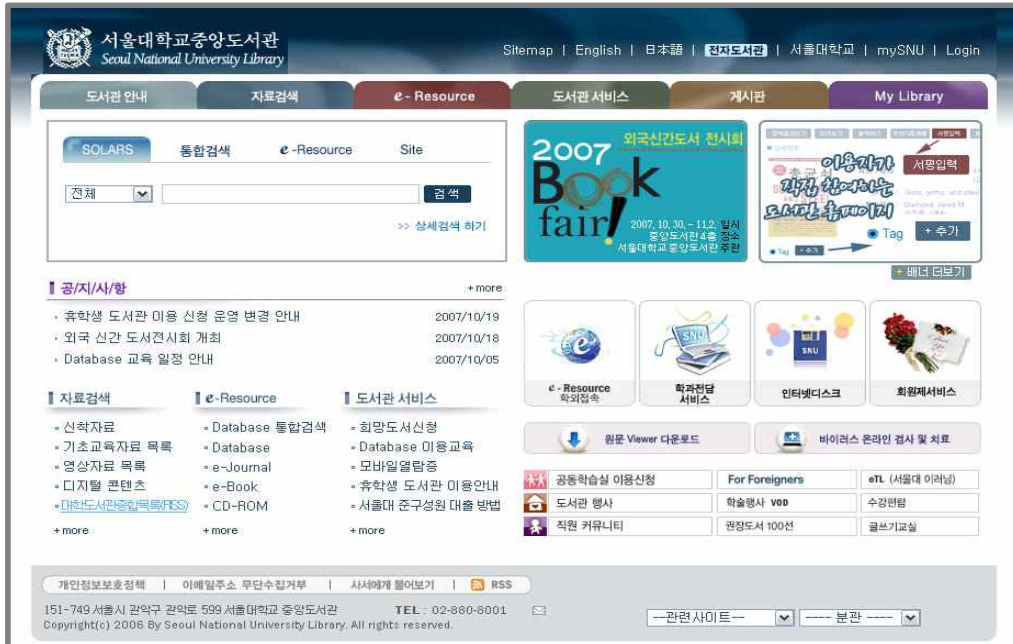 서울대학교중앙도서관
Seoul National University Library
Sitemap | English | 日本語 | 전자도서관 | 서울대학교 | mySNU | Login
도서관 안내 자료검색 e - Resource 도서관 서비스 게시판 My Library
SOLARS 통합검색 e -Resource Site
전체 검색
>> 상세검색 하기
2007 외국신간도서 전시회
Book
fair!
2007, 10, 30, - 11,2, 일시
중앙도서관4층 장소
서울대학교중앙도서관 주관
서평입력
이용자가 서평입력
직접 참여하는
도서관 홈페이지
Tag + 추가
Tag + 추가
+ 배너 더보기
공/지/사/항 +more
· 휴학생 도서관 이용 신청 운영 변경 안내 2007/10/19
· 외국 신간 도서전시회 개최 2007/10/18
· Database 교육 일정 안내 2007/10/05
e - Resource
학외접속
SNU
학과전담
서비스
SNU
인터넷디스크
회원제서비스
자료검색
신착자료
기초교육자료 목록
영상자료 목록
디지털 콘텐츠
대학도서관종합목록(RSS)
+more
e-Resource
Database 통합검색
Database
e-Journal
e-Book
CD-ROM
+more
도서관 서비스
희망도서신청
Database 이용교육
모바일열람증
휴학생 도서관 이용안내
서울대 준구성원 대출 방법
+more
원문 Viewer 다운로드 바이러스 온라인 검사 및 치료
공동학습실 이용신청 For Foreigners eTL (서울대 이러닝)
도서관 행사 학술행사 VOD 수강편람
직원 커뮤니티 권장도서 100선 글쓰기교실
개인정보보호정책 | 이메일주소 무단수집거부 | 사서에게 물어보기 | RSS
151-749 서울시 관악구 관악로 599 서울대학교 중앙도서관 TEL : 02-880-8001
Copyright(c) 2006 By Seoul National University Library. All rights reserved.
---관련사이트-- ---- 분관 ----